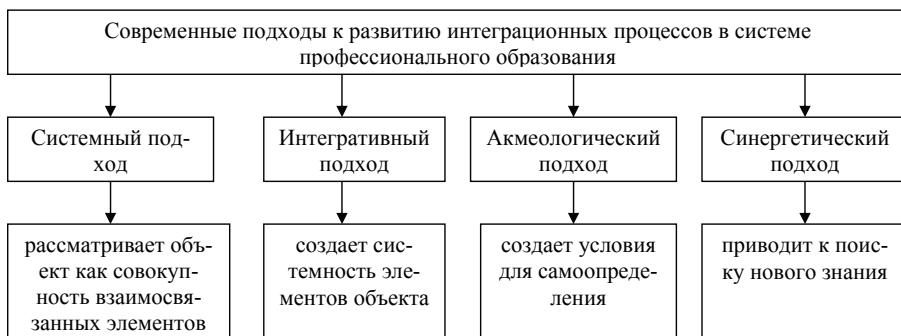 Современные подходы к развитию интеграционных процессов в системе
профессионального образования
Системный под-
ход
Интегративный
подход
Акмеологический
подход
Синергетический
подход
рассматривает объ-
ект как совокуп-
ность взаимосвя-
занных элементов
создает сис-
темность эле-
ментов объекта
создает условия
для самоопреде-
ления
приводит к поис-
ку нового знания